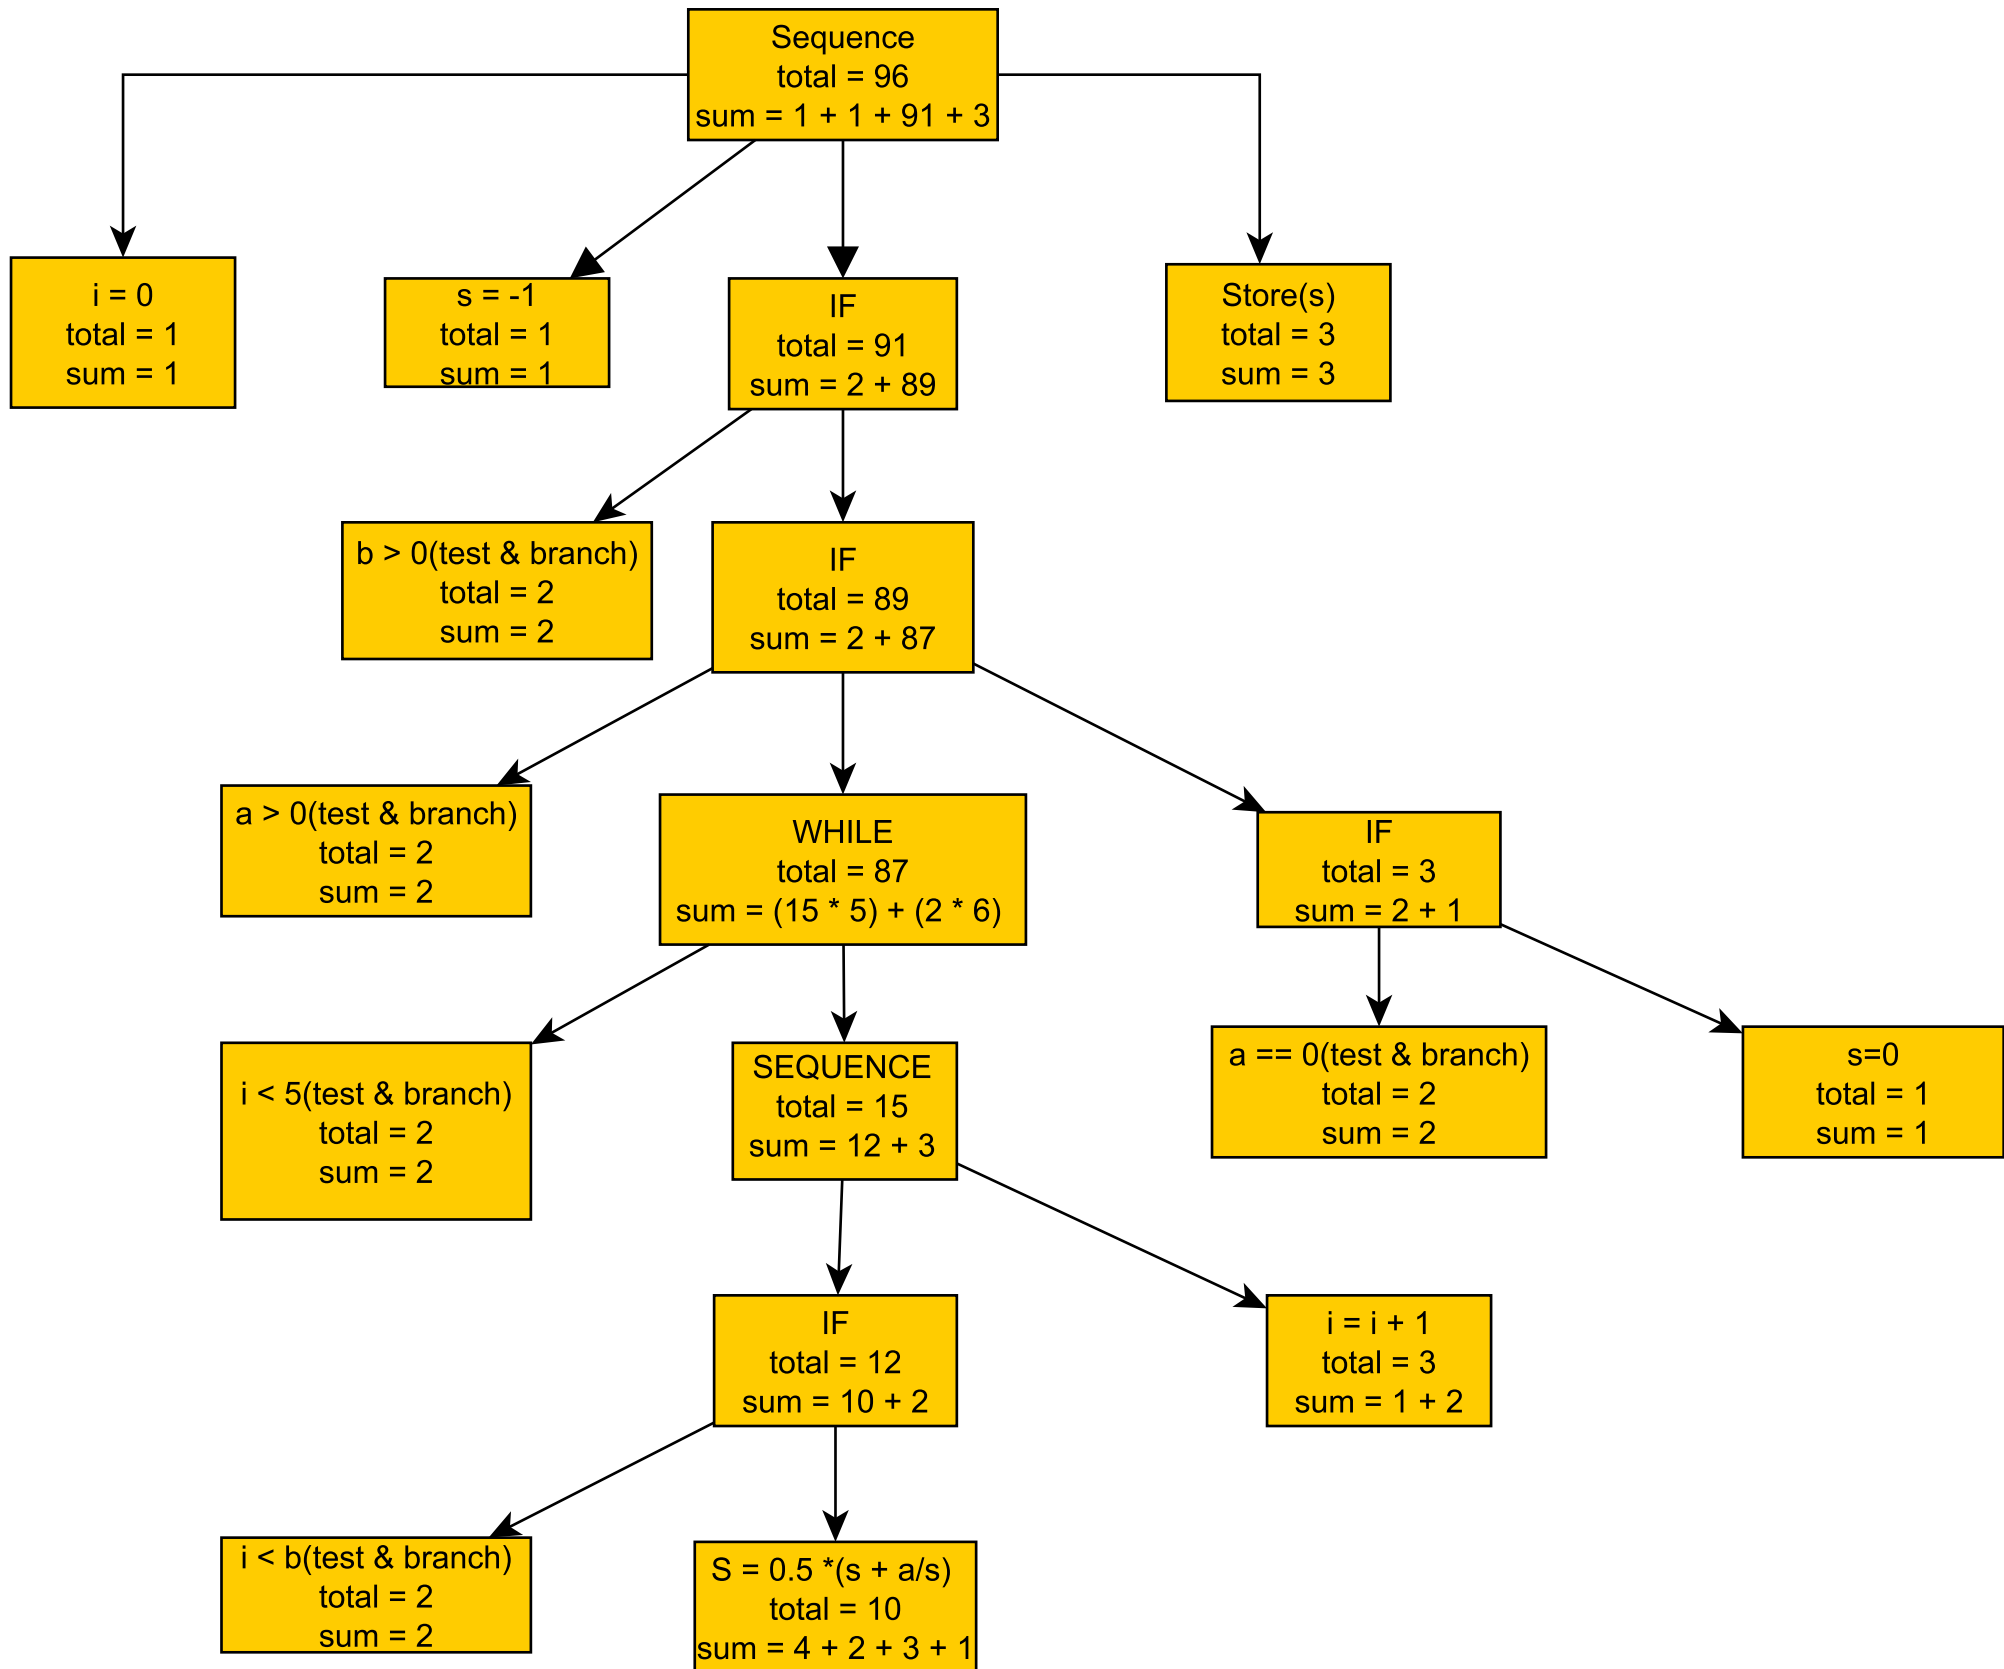 Sequence
total = 96
sum = 1 + 1 + 91 + 3
i = 0
total = 1
sum = 1
s = -1
total = 1
sum = 1
IF
total = 91
sum = 2 + 89
Store(s)
total = 3
sum = 3
b > 0(test & branch)
total = 2
sum = 2
IF
total = 89
sum = 2 + 87
a > 0(test & branch)
total = 2
sum = 2
WHILE
total = 87
sum = (15 * 5) + (2 * 6)
IF
total = 3
sum = 2 + 1
i < 5(test & branch)
total = 2
sum = 2
SEQUENCE
total = 15
sum = 12 + 3
a == 0(test & branch)
total = 2
sum = 2
s=0
total = 1
sum = 1
IF
total = 12
sum = 10 + 2
i = i + 1
total = 3
sum = 1 + 2
i < b(test & branch)
total = 2
sum = 2
S = 0.5 *(s + a/s)
total = 10
sum = 4 + 2 + 3 + 1